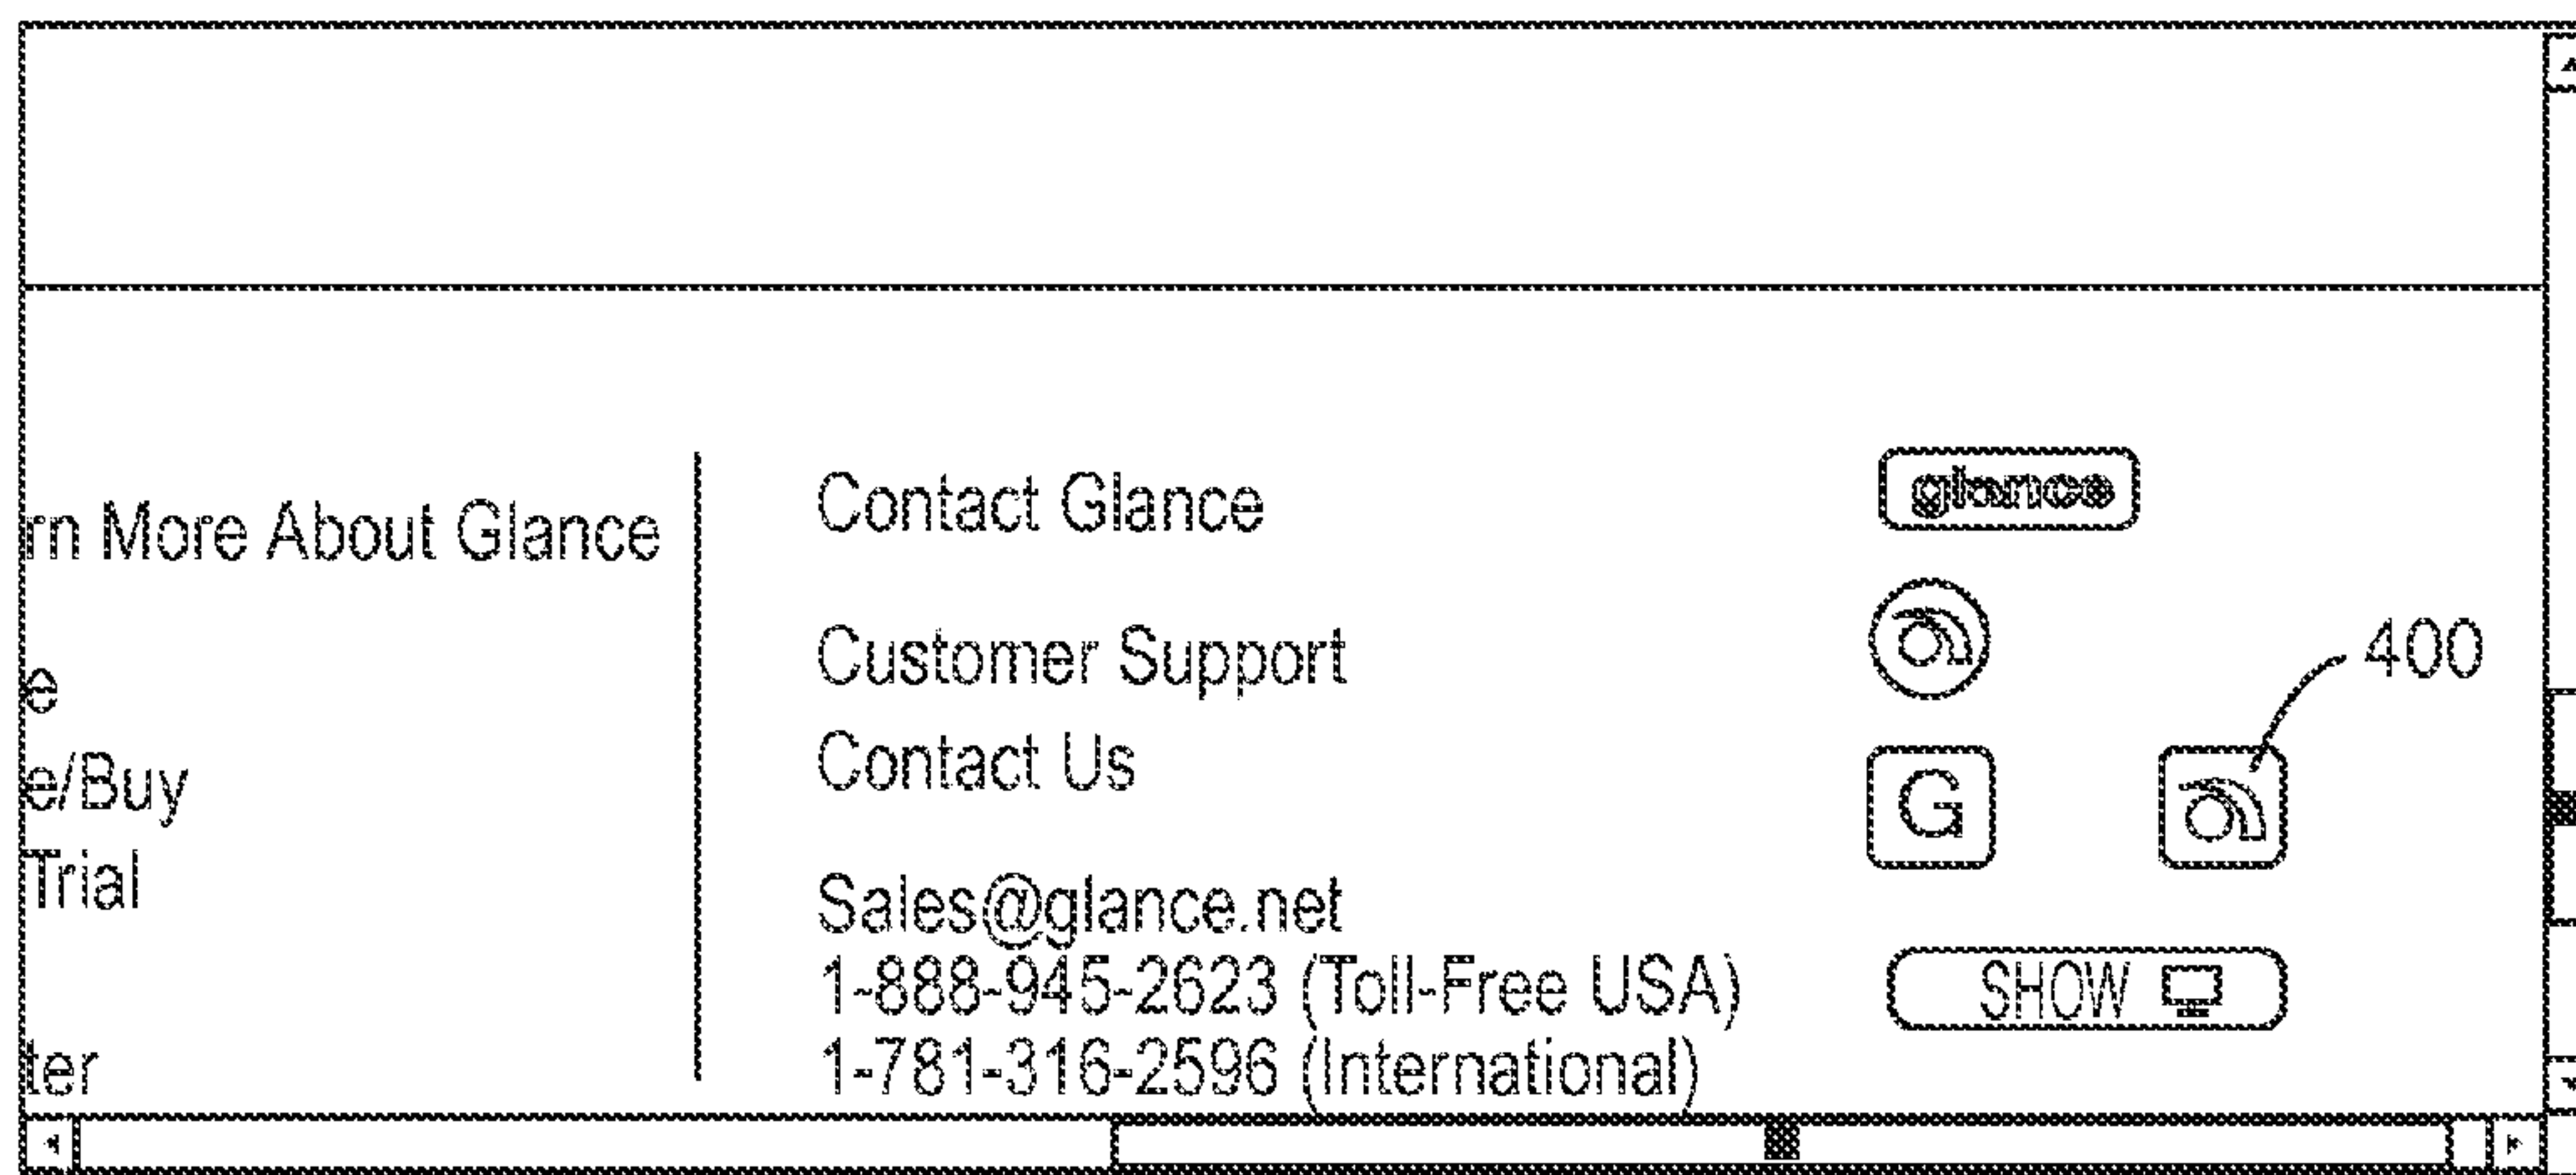 rn More About Glance
e
e/Buy
Trial
ter
Contact Glance
Customer Support
Contact Us
Sales@glance.net
1-888-945-2623 (Toll-Free USA)
1-781-316-2596 (International)
glance
400
G
SHOW